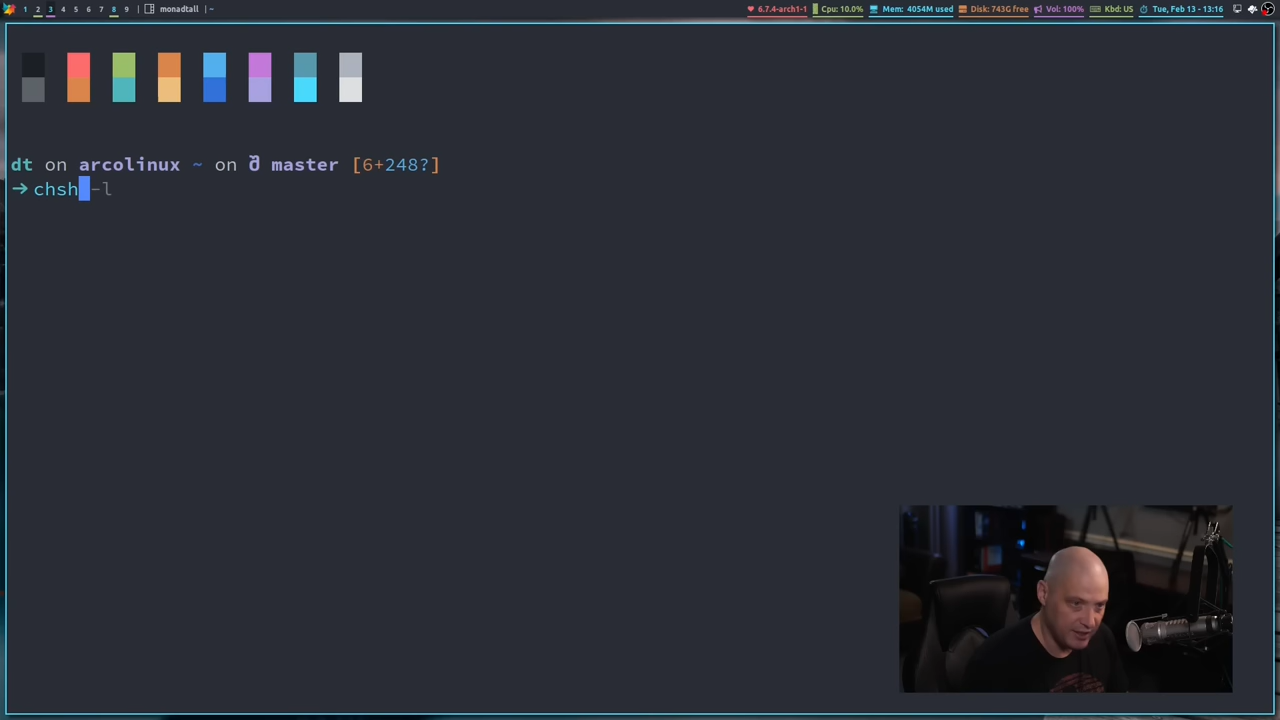 1 2 3 4 5 6 7 8 9 | monadtall | ~
6.7.4-arch1-1 Cpu: 10.0% Mem: 4054M used Disk: 743G free Vol: 100% Kbd: US Tue, Feb 13 - 13:16
dt on arcolinux ~ on master [6+248?]
→ chsh -l